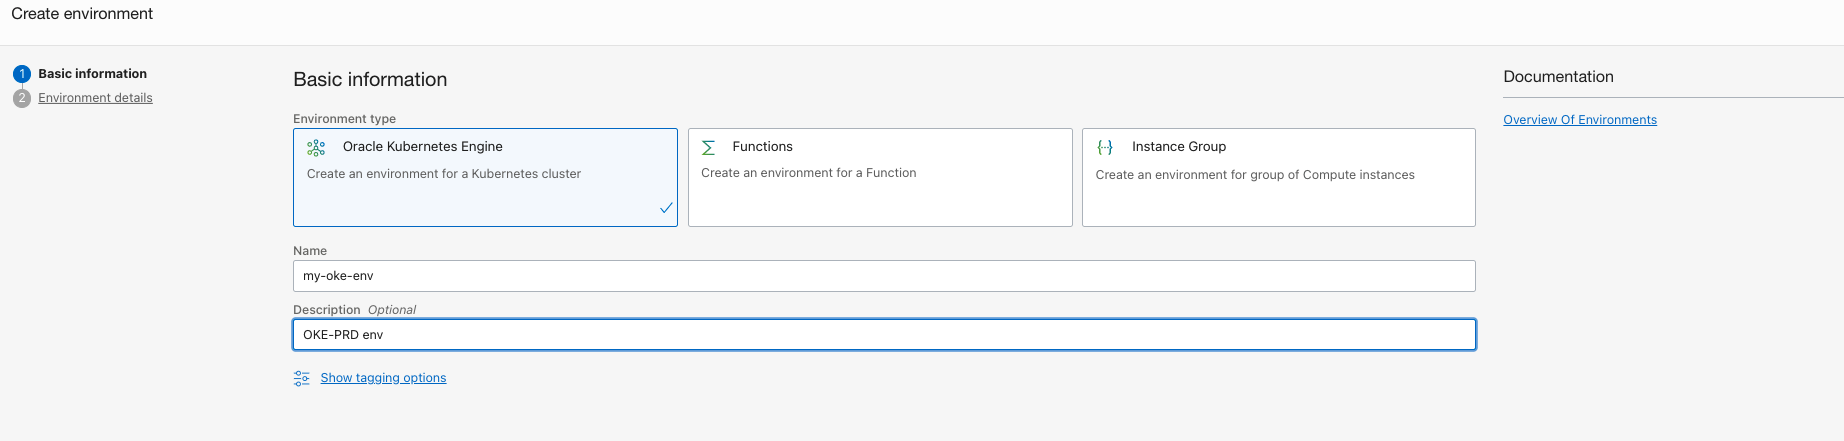 Create environment
1 Basic information
2 Environment details
Basic information
Environment type
Oracle Kubernetes Engine
Create an environment for a Kubernetes cluster
Functions
Create an environment for a Function
Instance Group
Create an environment for group of Compute instances
Name
my-oke-env
Description Optional
OKE-PRD env
Show tagging options
Documentation
Overview Of Environments